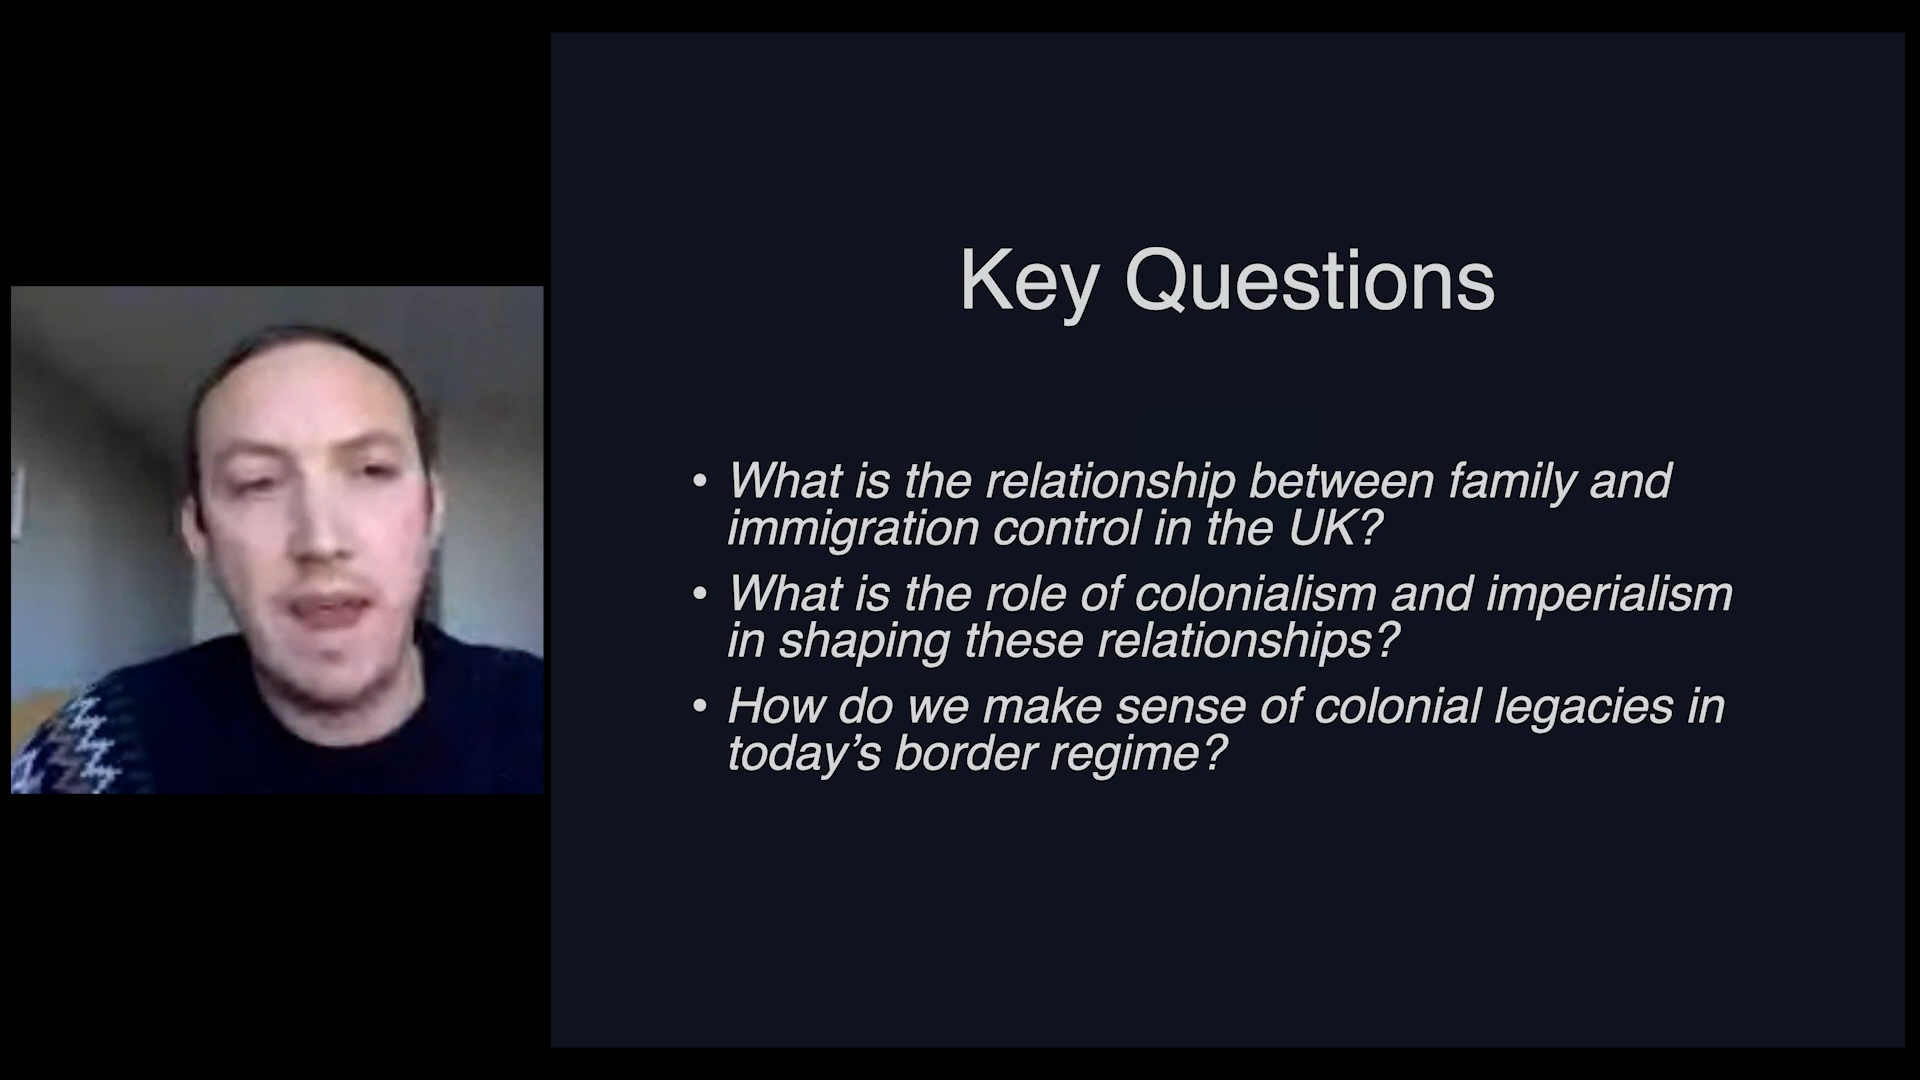 Key Questions
• What is the relationship between family and
immigration control in the UK?
• What is the role of colonialism and imperialism
in shaping these relationships?
• How do we make sense of colonial legacies in
today’s border regime?